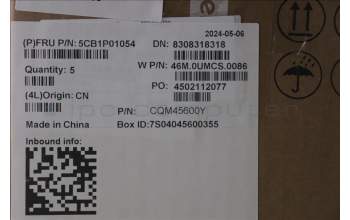 2024-05-06
(P)FRU P/N: 5CB1P01054 DN: 8308318318
Quantity: 5 W P/N: 46M.0UMCS.0086
PO: 4502112077
(4L)Origin: CN
P/N: CQM45600Y
Made in China Box ID:7S04045600355
Inbound info: